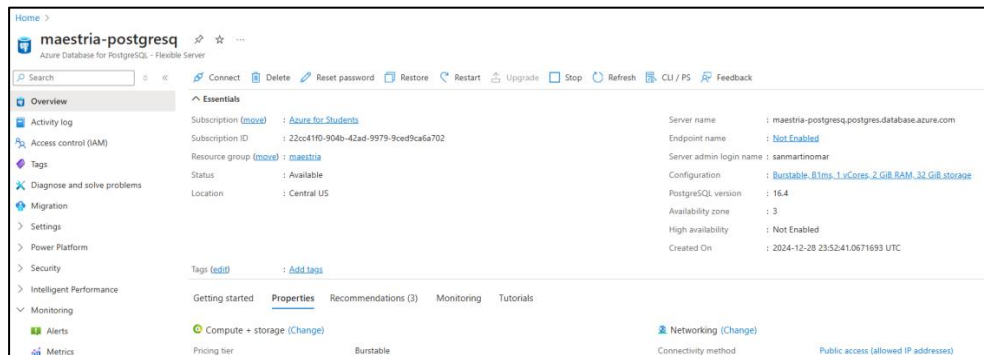 Home >
maestria-postgresq
Azure Database for PostgreSQL - Flexible Server
Search
Connect Delete Reset password Restore Restart Upgrade Stop Refresh CLI / PS Feedback
Overview
Activity log
Access control (IAM)
Tags
Diagnose and solve problems
Migration
Settings
Power Platform
Security
Intelligent Performance
Monitoring
Alerts
Metrics
Essentials
Subscription (move) : Azure for Students
Subscription ID : 22cc41f0-904b-42ad-9979-9ced9ca6a702
Resource group (move) : maestria
Status : Available
Location : Central US
Server name : maestria-postgresq.postgres.database.azure.com
Endpoint name : Not Enabled
Server admin login name : sanmartinomar
Configuration : Burstable, B1ms, 1 vCores, 2 GiB RAM, 32 GiB storage
PostgreSQL version : 16.4
Availability zone : 3
High availability : Not Enabled
Created On : 2024-12-28 23:52:41.0671693 UTC
Tags (edit) : Add tags
Getting started Properties Recommendations (3) Monitoring Tutorials
Compute + storage (Change)
Pricing tier Burstable
Networking (Change)
Connectivity method Public access (allowed IP addresses)